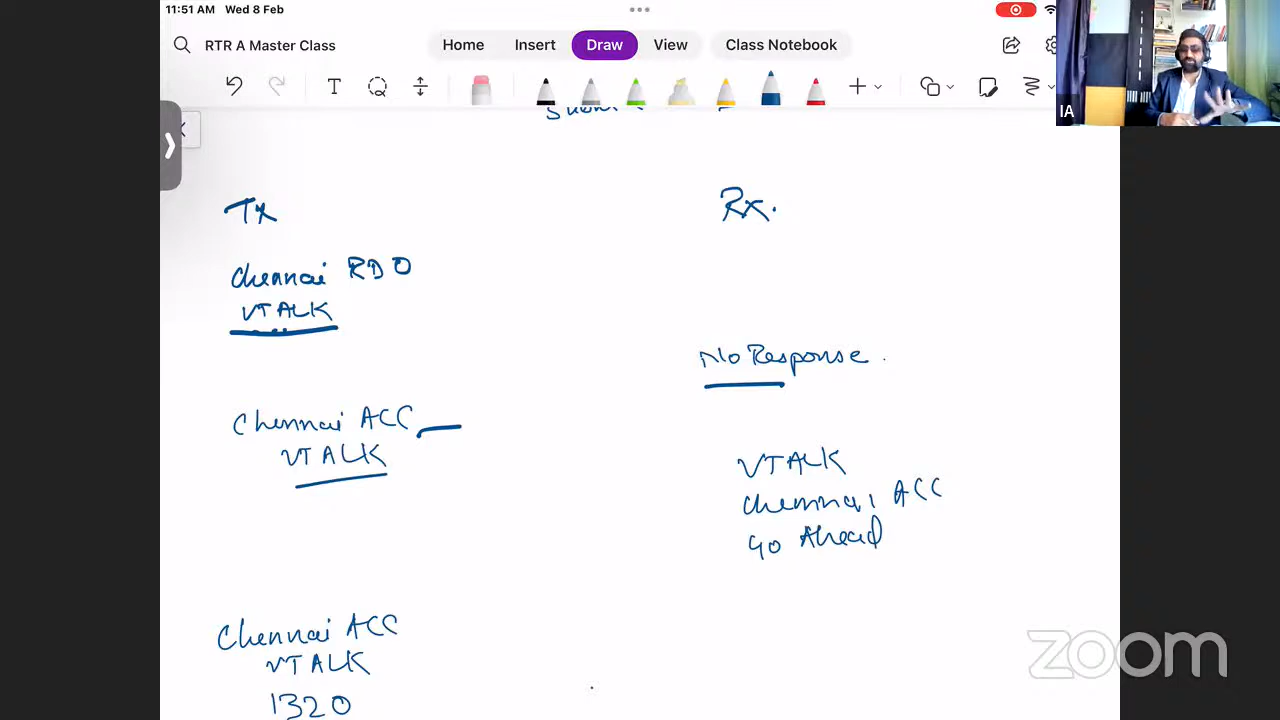 11:51 AM Wed 8 Feb
RTR A Master Class
Home Insert Draw View Class Notebook
IA
Tx Rx.
Chennai RDO
VTALK
No Response
Chennai ACC
VTALK
VTALK
Chennai ACC
Go Ahead
Chennai ACC
VTALK
1320
zoom